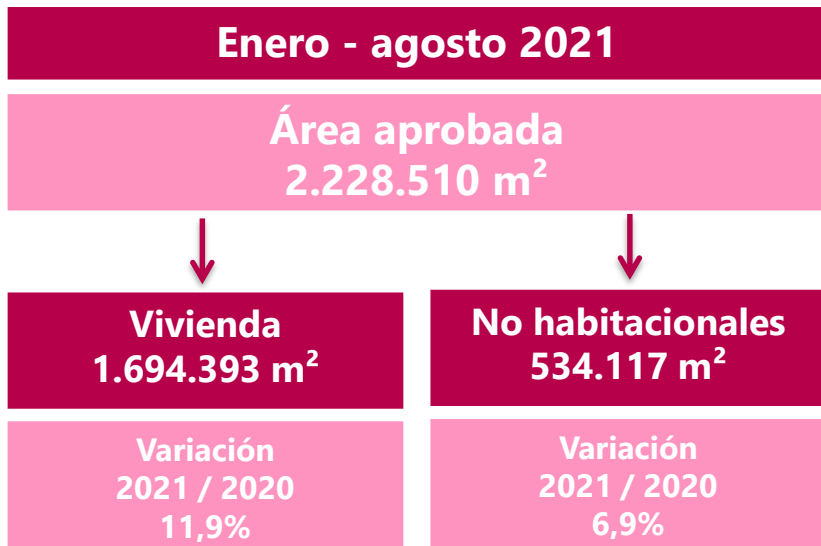 Enero - agosto 2021
Área aprobada
2.228.510 m²
Vivienda
1.694.393 m²
No habitacionales
534.117 m²
Variación
2021 / 2020
11,9%
Variación
2021 / 2020
6,9%